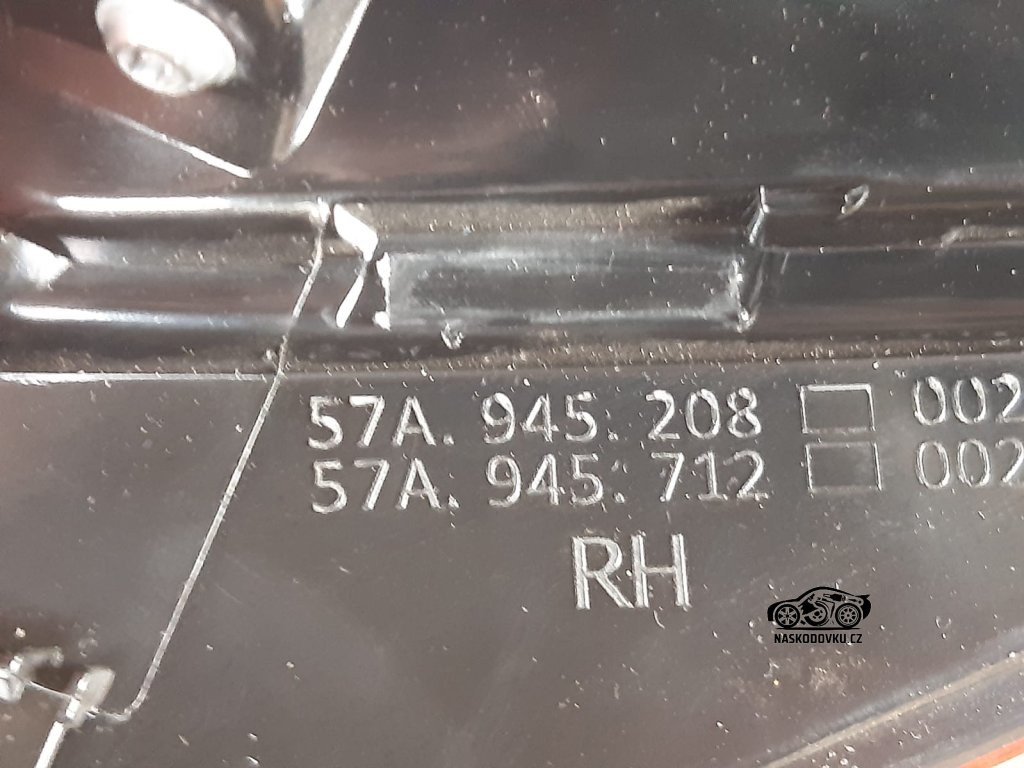 57A. 945. 208 002
57A. 945. 712 002
RH
NASKODOVKU.CZ